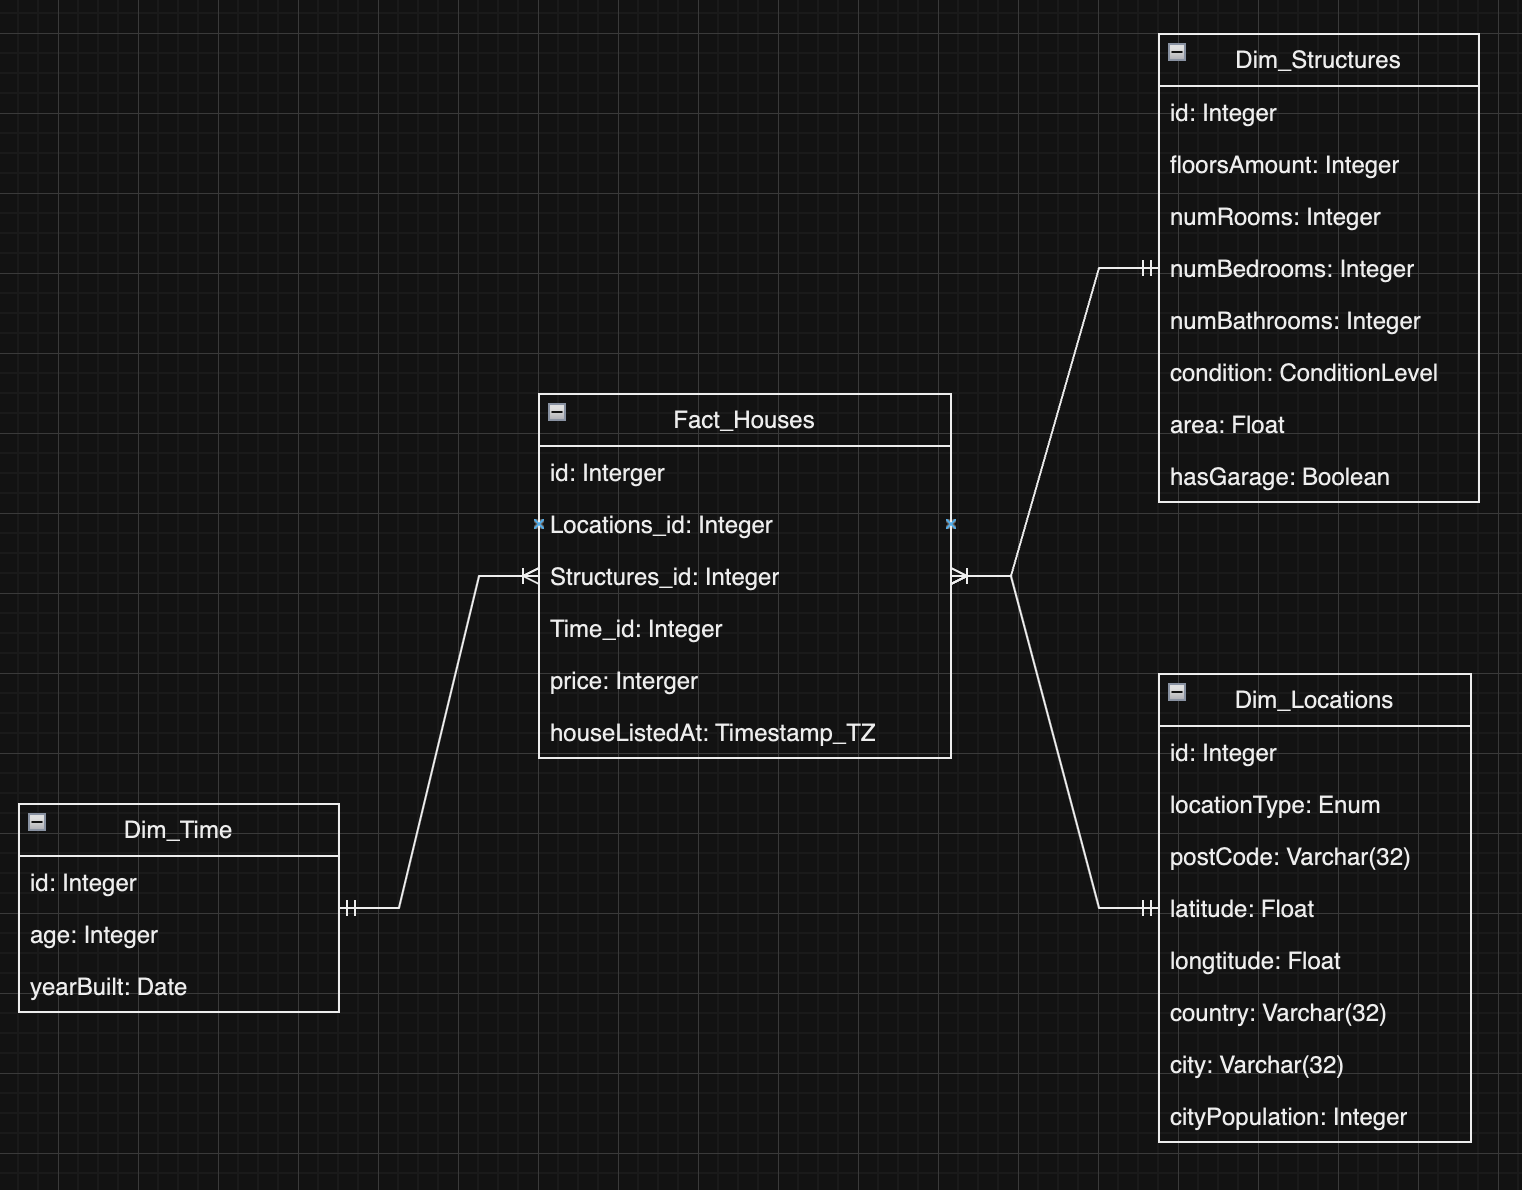 Dim_Structures
id: Integer
floorsAmount: Integer
numRooms: Integer
numBedrooms: Integer
numBathrooms: Integer
condition: ConditionLevel
area: Float
hasGarage: Boolean
Fact_Houses
id: Interger
Locations_id: Integer
Structures_id: Integer
Time_id: Integer
price: Interger
houseListedAt: Timestamp_TZ
Dim_Locations
id: Integer
locationType: Enum
postCode: Varchar(32)
latitude: Float
longtitude: Float
country: Varchar(32)
city: Varchar(32)
cityPopulation: Integer
Dim_Time
id: Integer
age: Integer
yearBuilt: Date